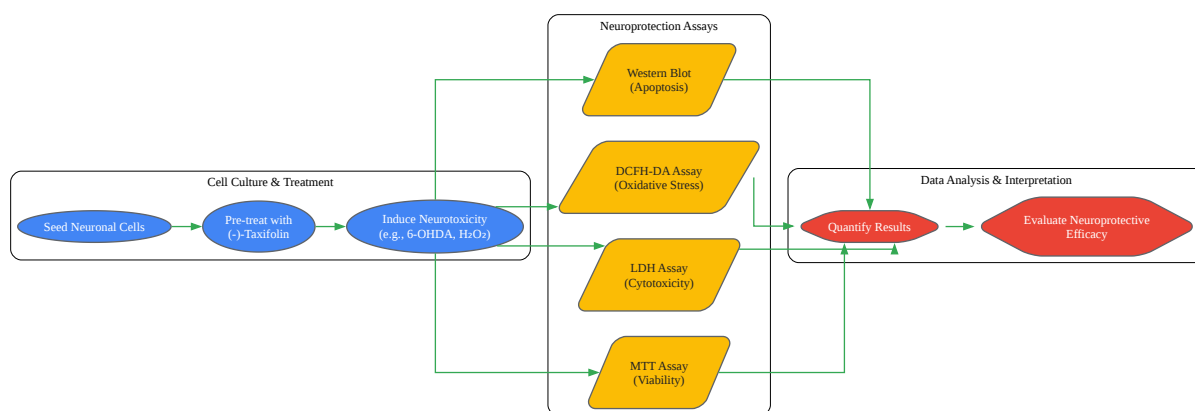 Cell Culture & Treatment
Seed Neuronal Cells
Pre-treat with
(-)-Taxifolin
Induce Neurotoxicity
(e.g., 6-OHDA, H₂O₂)
Neuroprotection Assays
Western Blot
(Apoptosis)
DCFH-DA Assay
(Oxidative Stress)
LDH Assay
(Cytotoxicity)
MTT Assay
(Viability)
Data Analysis & Interpretation
Quantify Results
Evaluate Neuroprotective
Efficacy